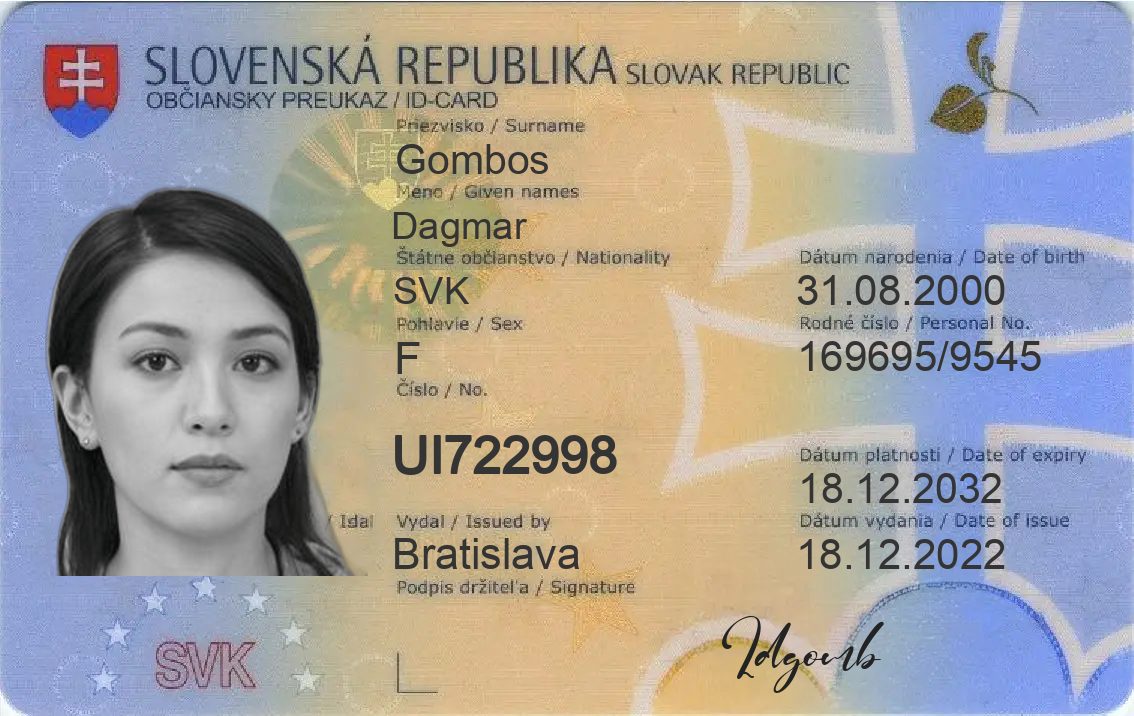 SLOVENSKÁ REPUBLIKA SLOVAK REPUBLIC
OBČIANSKY PREUKAZ / ID-CARD
Priezvisko / Surname
Gombos
Meno / Given names
Dagmar
Štátne občianstvo / Nationality
SVK
Dátum narodenia / Date of birth
31.08.2000
Pohlavie / Sex
F
Rodné číslo / Personal No.
169695/9545
Číslo / No.
UI722998
Dátum platnosti / Date of expiry
18.12.2032
/ Idal
Vydal / Issued by
Bratislava
Dátum vydania / Date of issue
18.12.2022
Podpis držiteľa / Signature
SVK